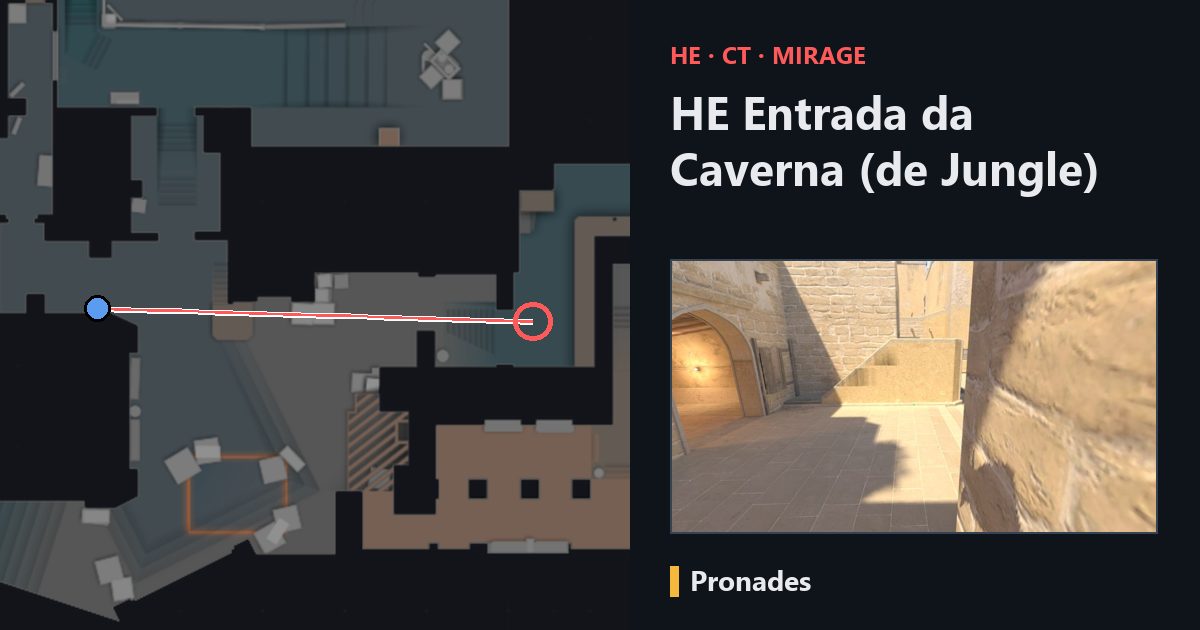 HE · CT · MIRAGE
HE Entrada da
Caverna (de Jungle)
Pronades